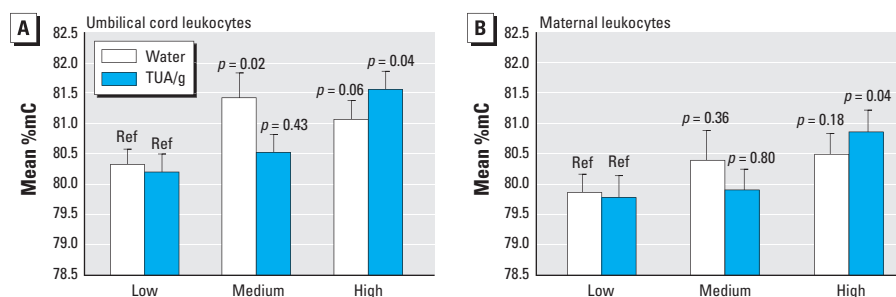 A Umbilical cord leukocytes
82.5
82.0
81.5
81.0
80.5
80.0
79.5
79.0
78.5
Mean %mC
Water
TUA/g
Ref
Ref
p = 0.02
p = 0.43
p = 0.06
p = 0.04
Low Medium High
B Maternal leukocytes
82.5
82.0
81.5
81.0
80.5
80.0
79.5
79.0
78.5
Mean %mC
Ref
Ref
p = 0.36
p = 0.80
p = 0.18
p = 0.04
Low Medium High